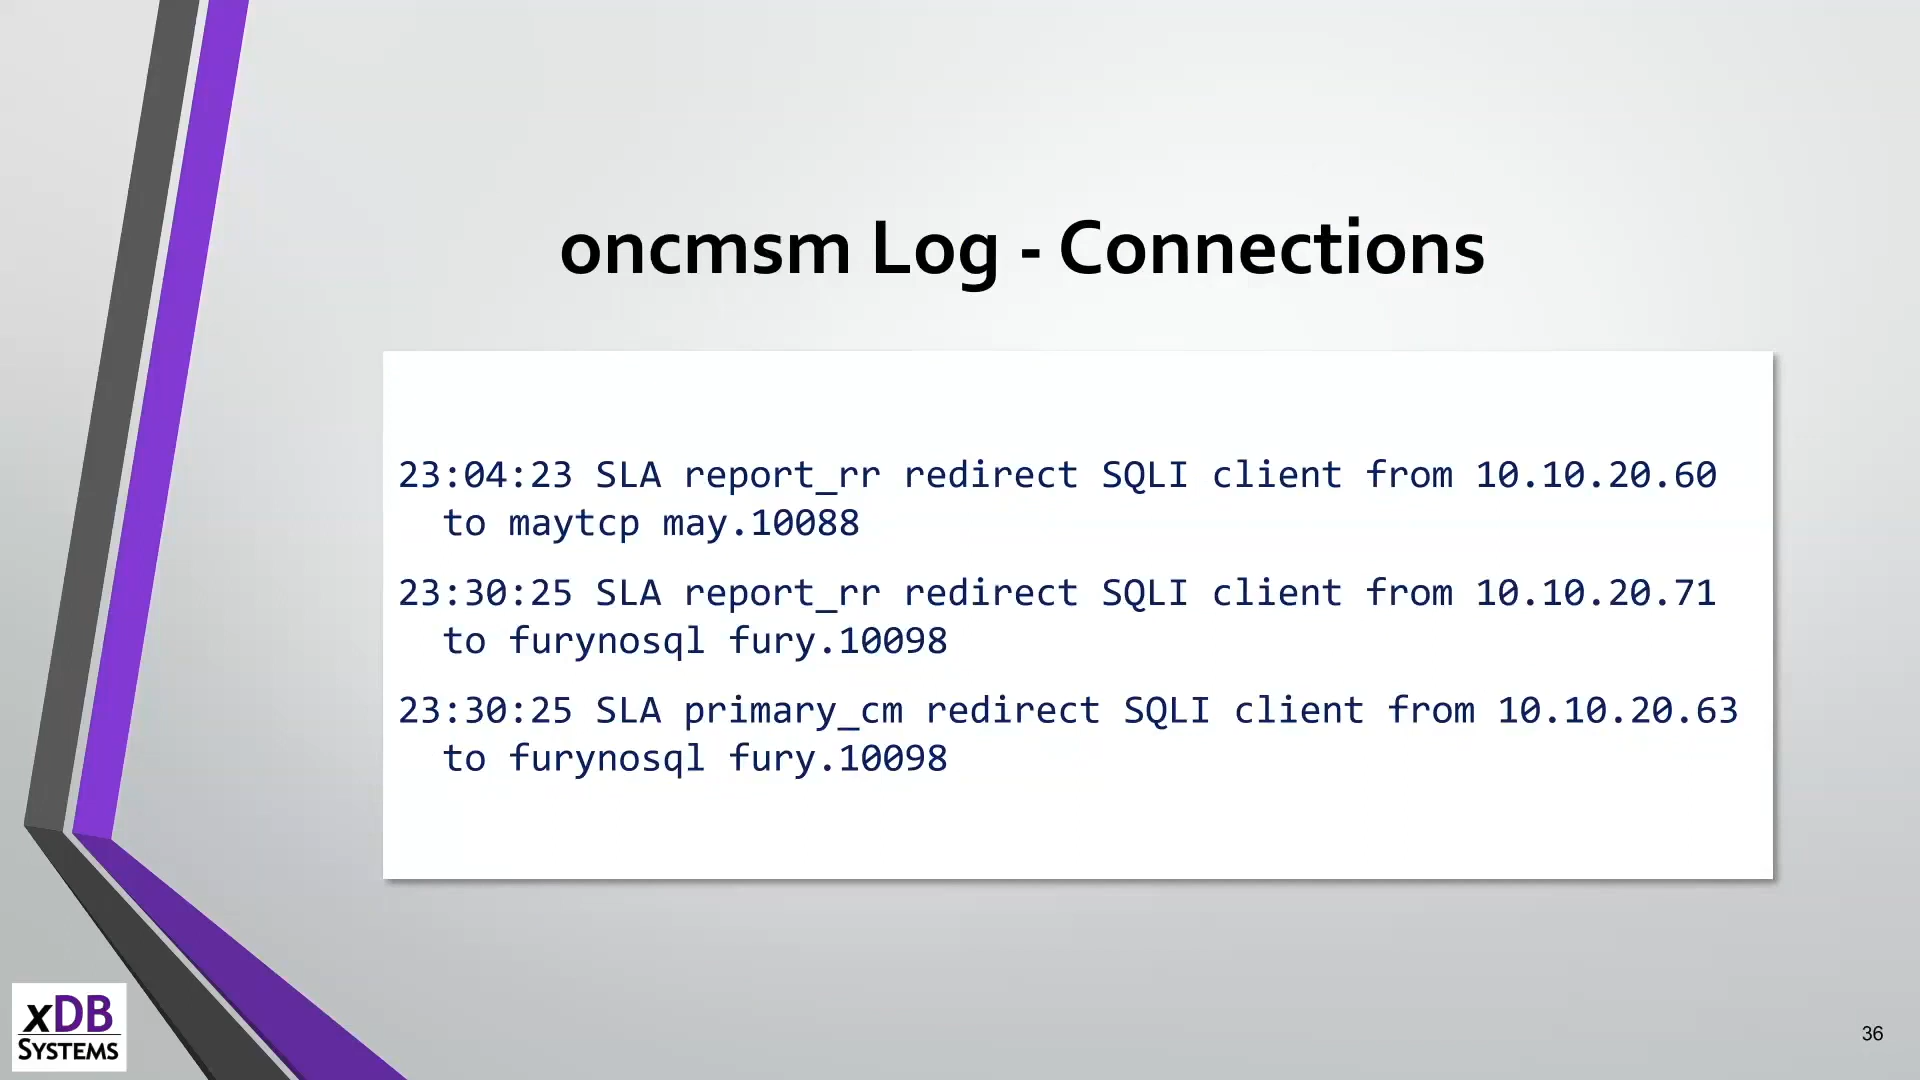 oncmsm Log - Connections
23:04:23 SLA report_rr redirect SQLI client from 10.10.20.60
to maytcp may.10088
23:30:25 SLA report_rr redirect SQLI client from 10.10.20.71
to furynosql fury.10098
23:30:25 SLA primary_cm redirect SQLI client from 10.10.20.63
to furynosql fury.10098
xDB
SYSTEMS
36